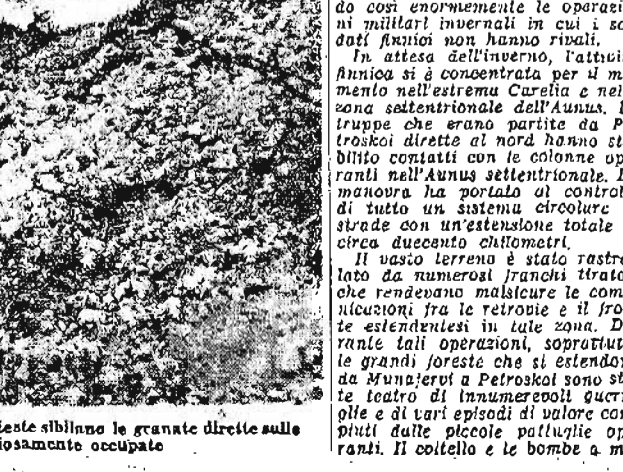 teste sibilano le granate dirette sulle
iosamente occupate
do così enormemente le operazi
ni militari invernali in cui i so
dati finnici non hanno rivali.
In attesa dell'inverno, l'attivi
finnica si è concentrata per il m
mento nell'estrema Carelia e nel
zona settentrionale dell'Aunus. L
truppe che erano partite da P
troskoi dirette al nord hanno st
bilito contatti con le colonne op
ranti nell'Aunus settentrionale. L
manovra ha portato al control
di tutto un sistema circolare
strade con un'estensione totale
circa duecento chilometri.
Il vasto terreno è stato rastre
lato da numerosi franchi tirato
che rendevano malsicure le com
nicazioni fra le retrovie e il fro
te estendentesi in tale zona. D
rante tali operazioni, soprattut
le grandi foreste che si estendon
da Munajervi a Petroskoi sono st
te teatro di innumerevoli guerr
glie e di vari episodi di valore com
piuti dalle piccole pattuglie op
ranti. Il coltello e le bombe a m